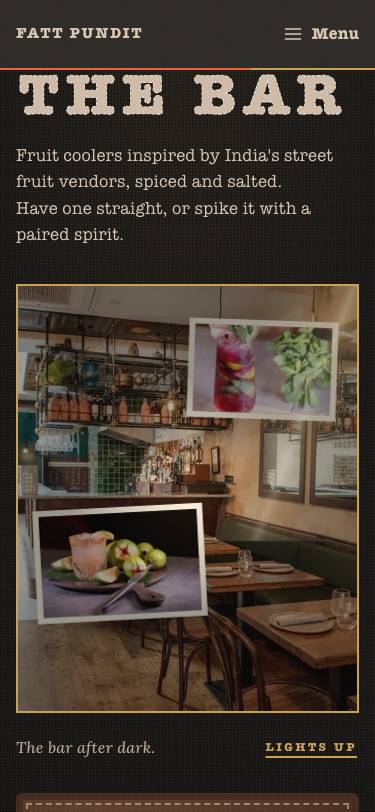 FATT PUNDIT
Menu
THE BAR
Fruit coolers inspired by India's street
fruit vendors, spiced and salted.
Have one straight, or spike it with a
paired spirit.
The bar after dark.
LIGHTS UP